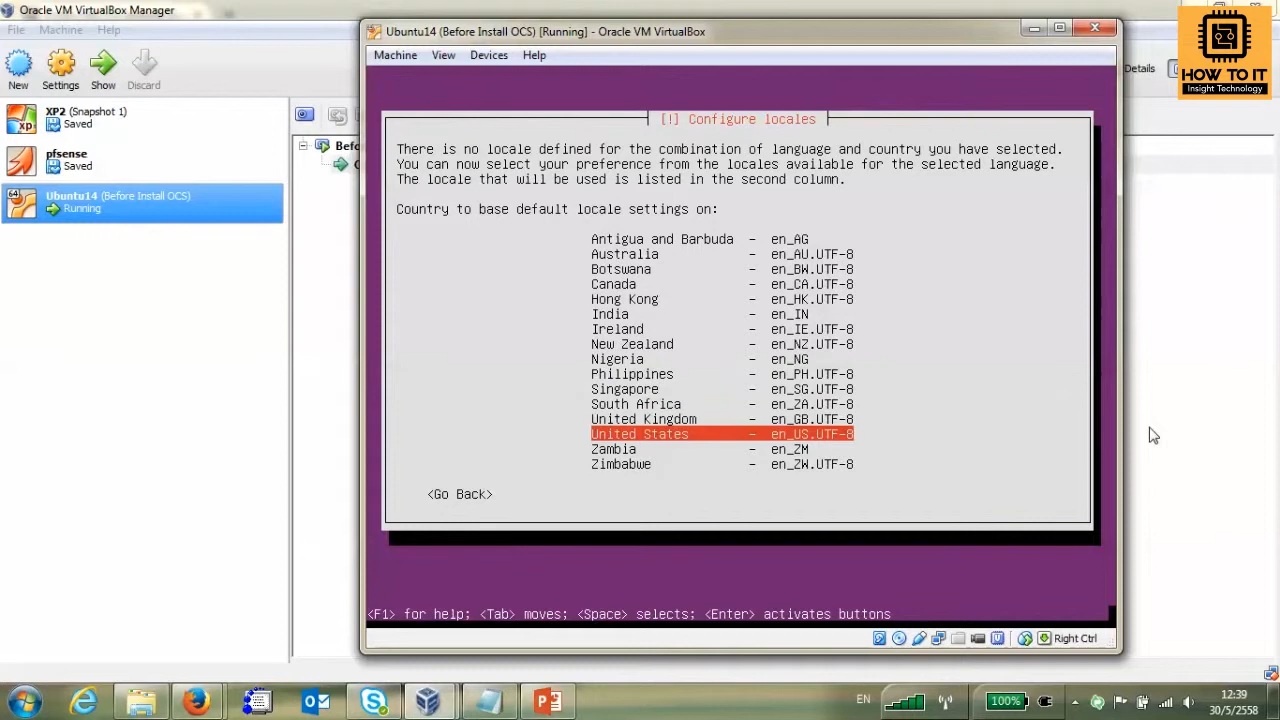 Oracle VM VirtualBox Manager
File Machine Help
New Settings Show Discard
XP2 (Snapshot 1)
Saved
pfsense
Saved
64
Ubuntu14 (Before Install OCS)
Running
Ubuntu14 (Before Install OCS) [Running] - Oracle VM VirtualBox
Machine View Devices Help
[!] Configure locales
There is no locale defined for the combination of language and country you have selected.
You can now select your preference from the locales available for the selected language.
The locale that will be used is listed in the second column.
Country to base default locale settings on:
Antigua and Barbuda - en_AG
Australia - en_AU.UTF-8
Botswana - en_BW.UTF-8
Canada - en_CA.UTF-8
Hong Kong - en_HK.UTF-8
India - en_IN
Ireland - en_IE.UTF-8
New Zealand - en_NZ.UTF-8
Nigeria - en_NG
Philippines - en_PH.UTF-8
Singapore - en_SG.UTF-8
South Africa - en_ZA.UTF-8
United Kingdom - en_GB.UTF-8
United States - en_US.UTF-8
Zambia - en_ZM
Zimbabwe - en_ZW.UTF-8
<Go Back>
<F1> for help; <Tab> moves; <Space> selects; <Enter> activates buttons
Right Ctrl
Details
HOW TO IT
Insight Technology
EN
100%
12:39
30/5/2558